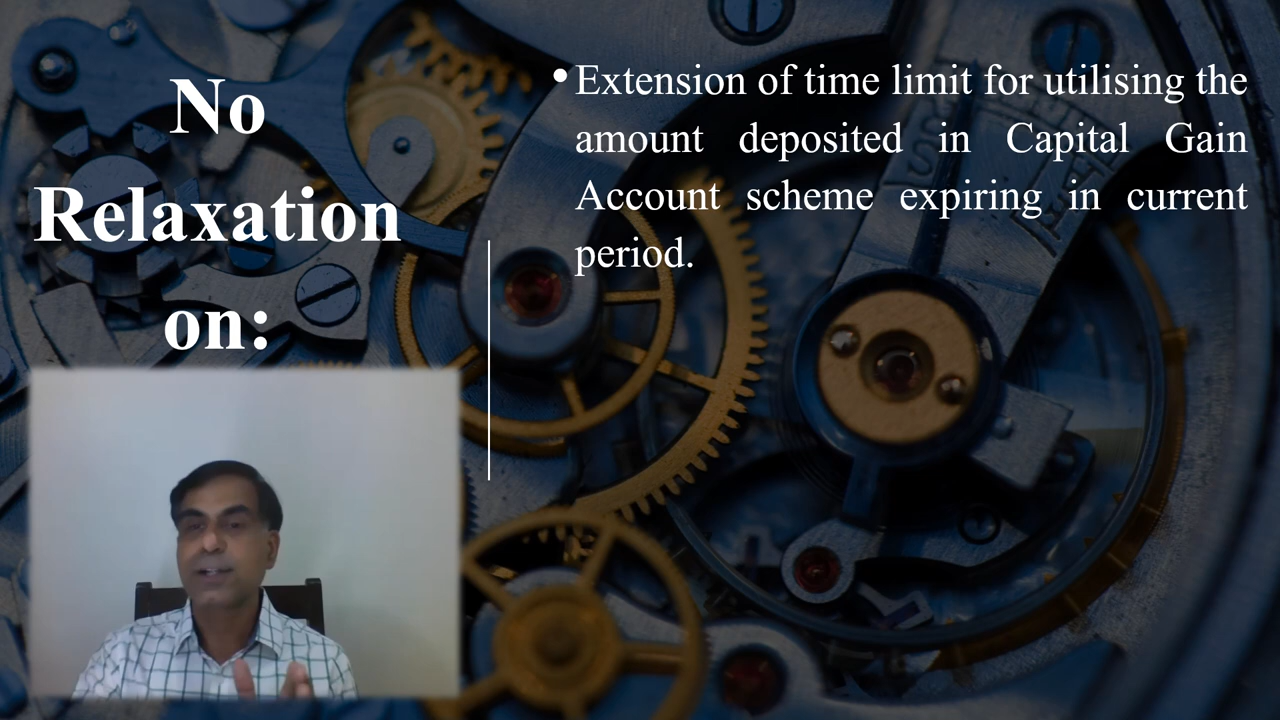 No
Relaxation
on:
• Extension of time limit for utilising the
amount deposited in Capital Gain
Account scheme expiring in current
period.